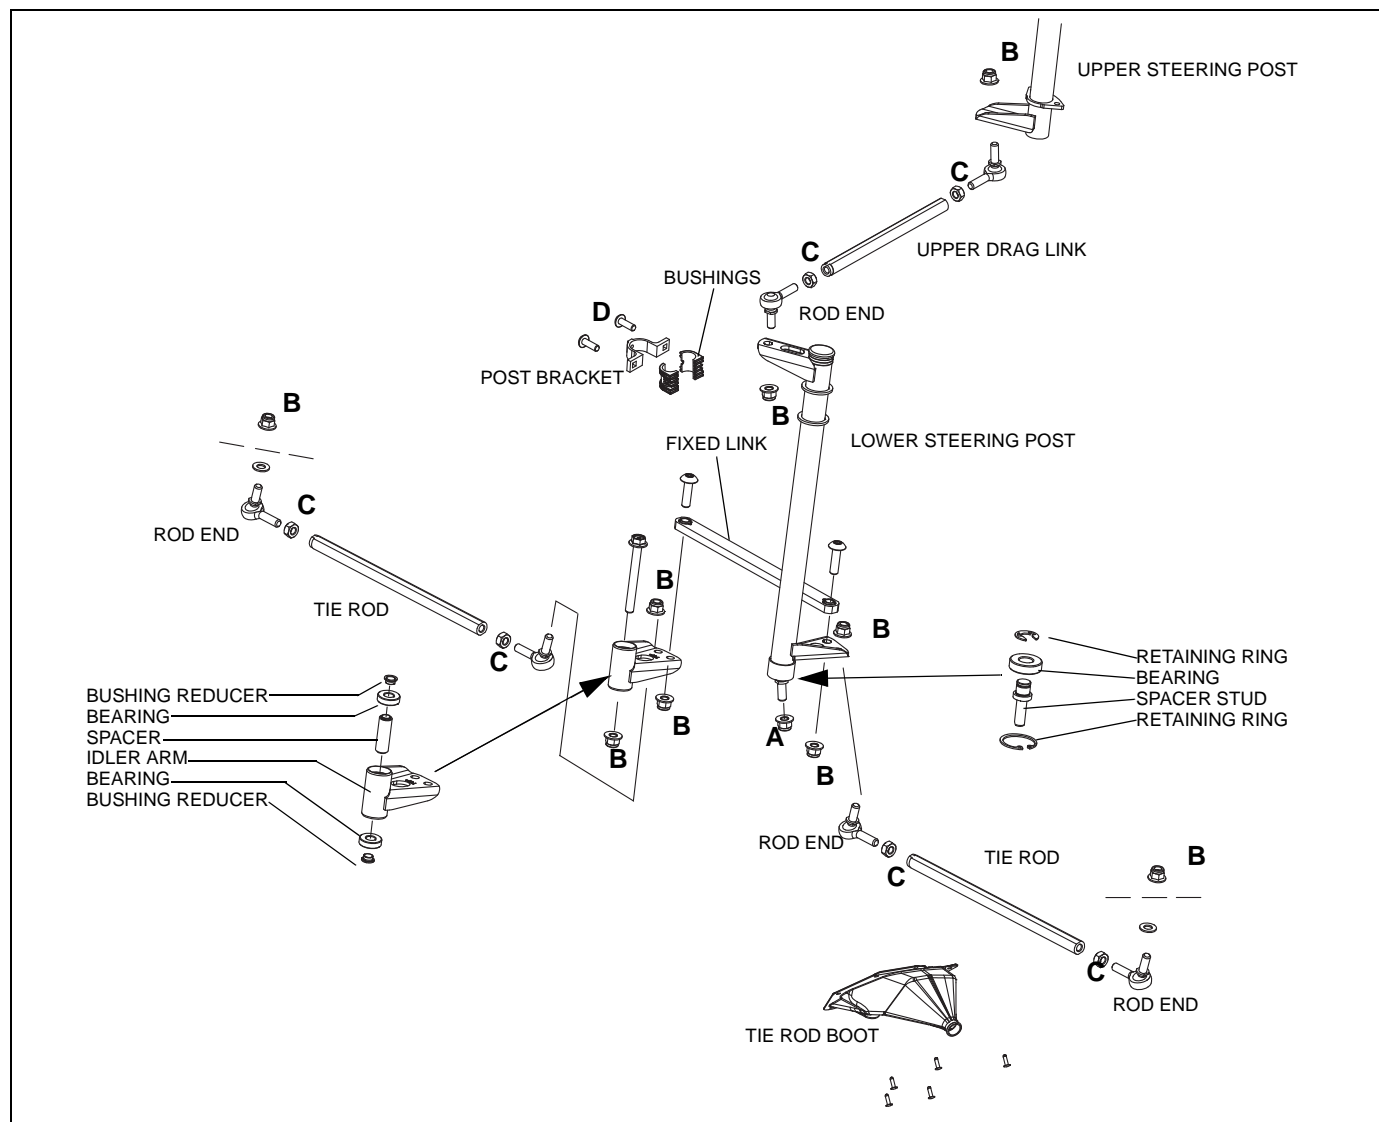 B
UPPER STEERING POST
C
UPPER DRAG LINK
C
BUSHINGS
D
ROD END
POST BRACKET
B
B
FIXED LINK
LOWER STEERING POST
C
ROD END
B
TIE ROD
B
C
RETAINING RING
BEARING
SPACER STUD
RETAINING RING
BUSHING REDUCER
BEARING
SPACER
IDLER ARM
BEARING
BUSHING REDUCER
B
A
B
B
ROD END
TIE ROD
B
C
C
ROD END
TIE ROD BOOT